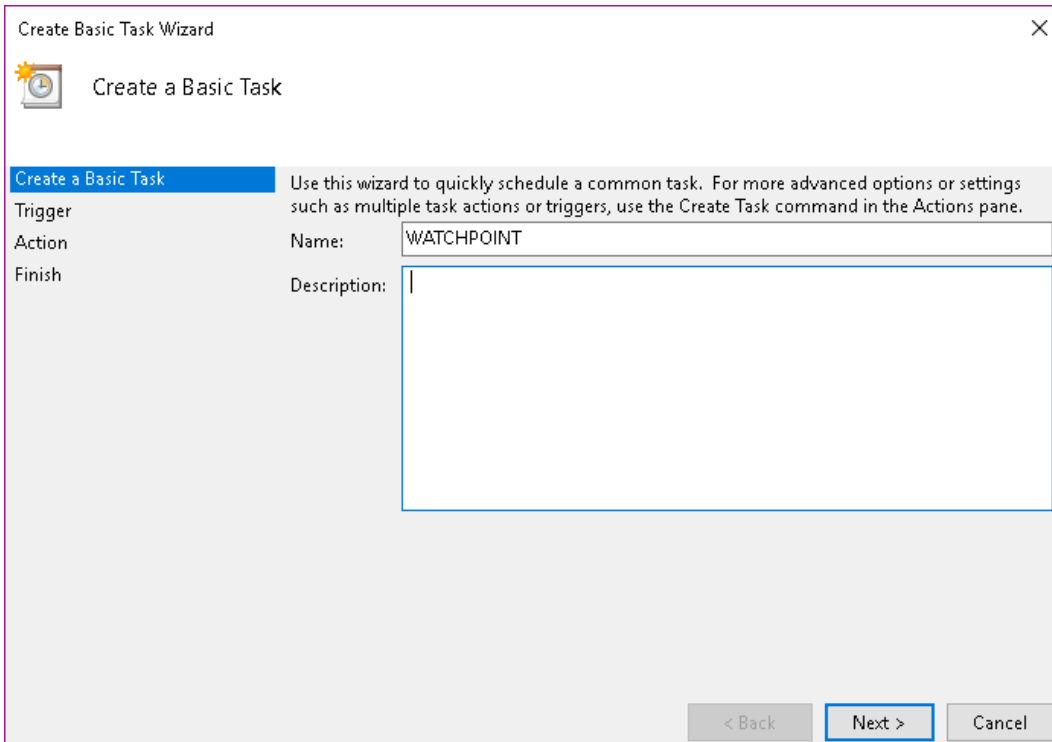 Create Basic Task Wizard
Create a Basic Task
Create a Basic Task
Use this wizard to quickly schedule a common task.  For more advanced options or settings
such as multiple task actions or triggers, use the Create Task command in the Actions pane.
Trigger
Action
Name: WATCHPOINT
Finish
Description:
< Back Next > Cancel